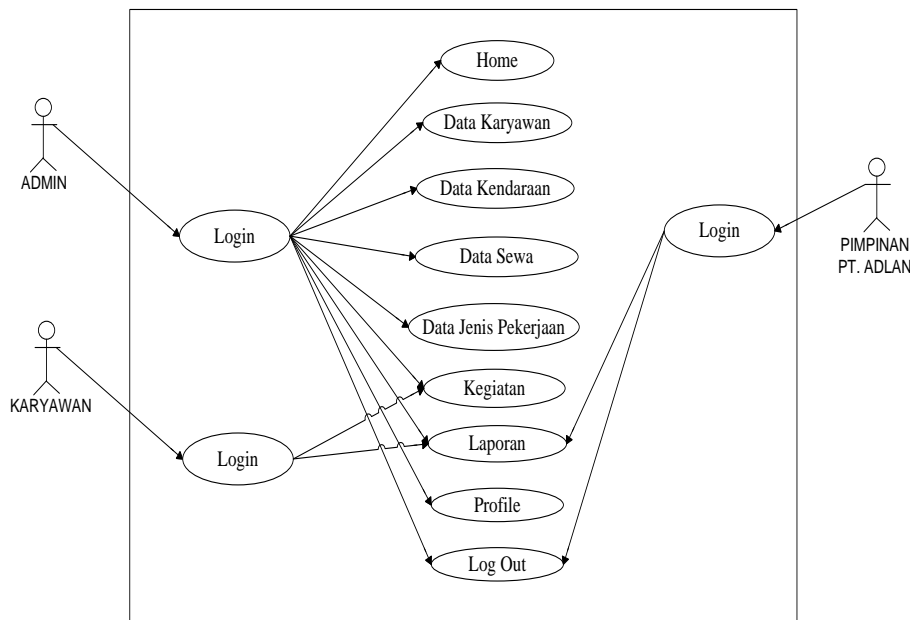 Home
Data Karyawan
ADMIN
Data Kendaraan
Login
Login
PIMPINAN
PT. ADLAN
Data Sewa
Data Jenis Pekerjaan
KARYAWAN
Kegiatan
Laporan
Login
Profile
Log Out